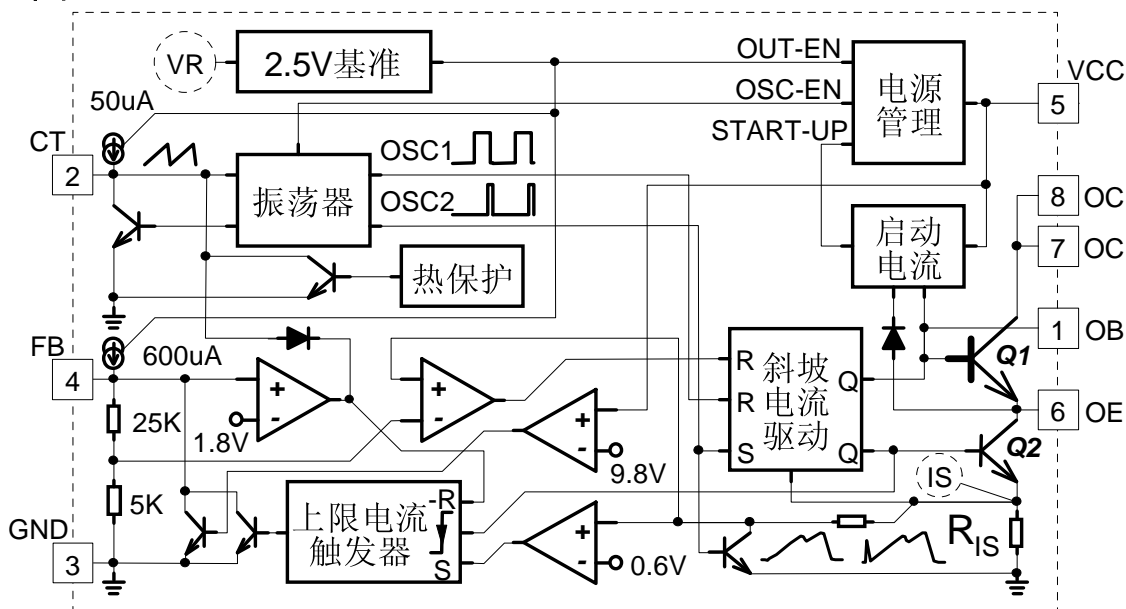 VR
2.5V基准
OUT-EN
OSC-EN
START-UP
电源
管理
VCC
5
50uA
CT
2
振荡器
OSC1
OSC2
8
OC
7
OC
启动
电流
热保护
1
OB
FB
4
600uA
Q1
6
OE
25K
1.8V
+
-
+
-
+
-
9.8V
R
R
S
斜坡
电流
驱动
Q
Q
Q2
IS
5K
GND
3
上限电流
触发器
-R
S
+
-
0.6V
RIS